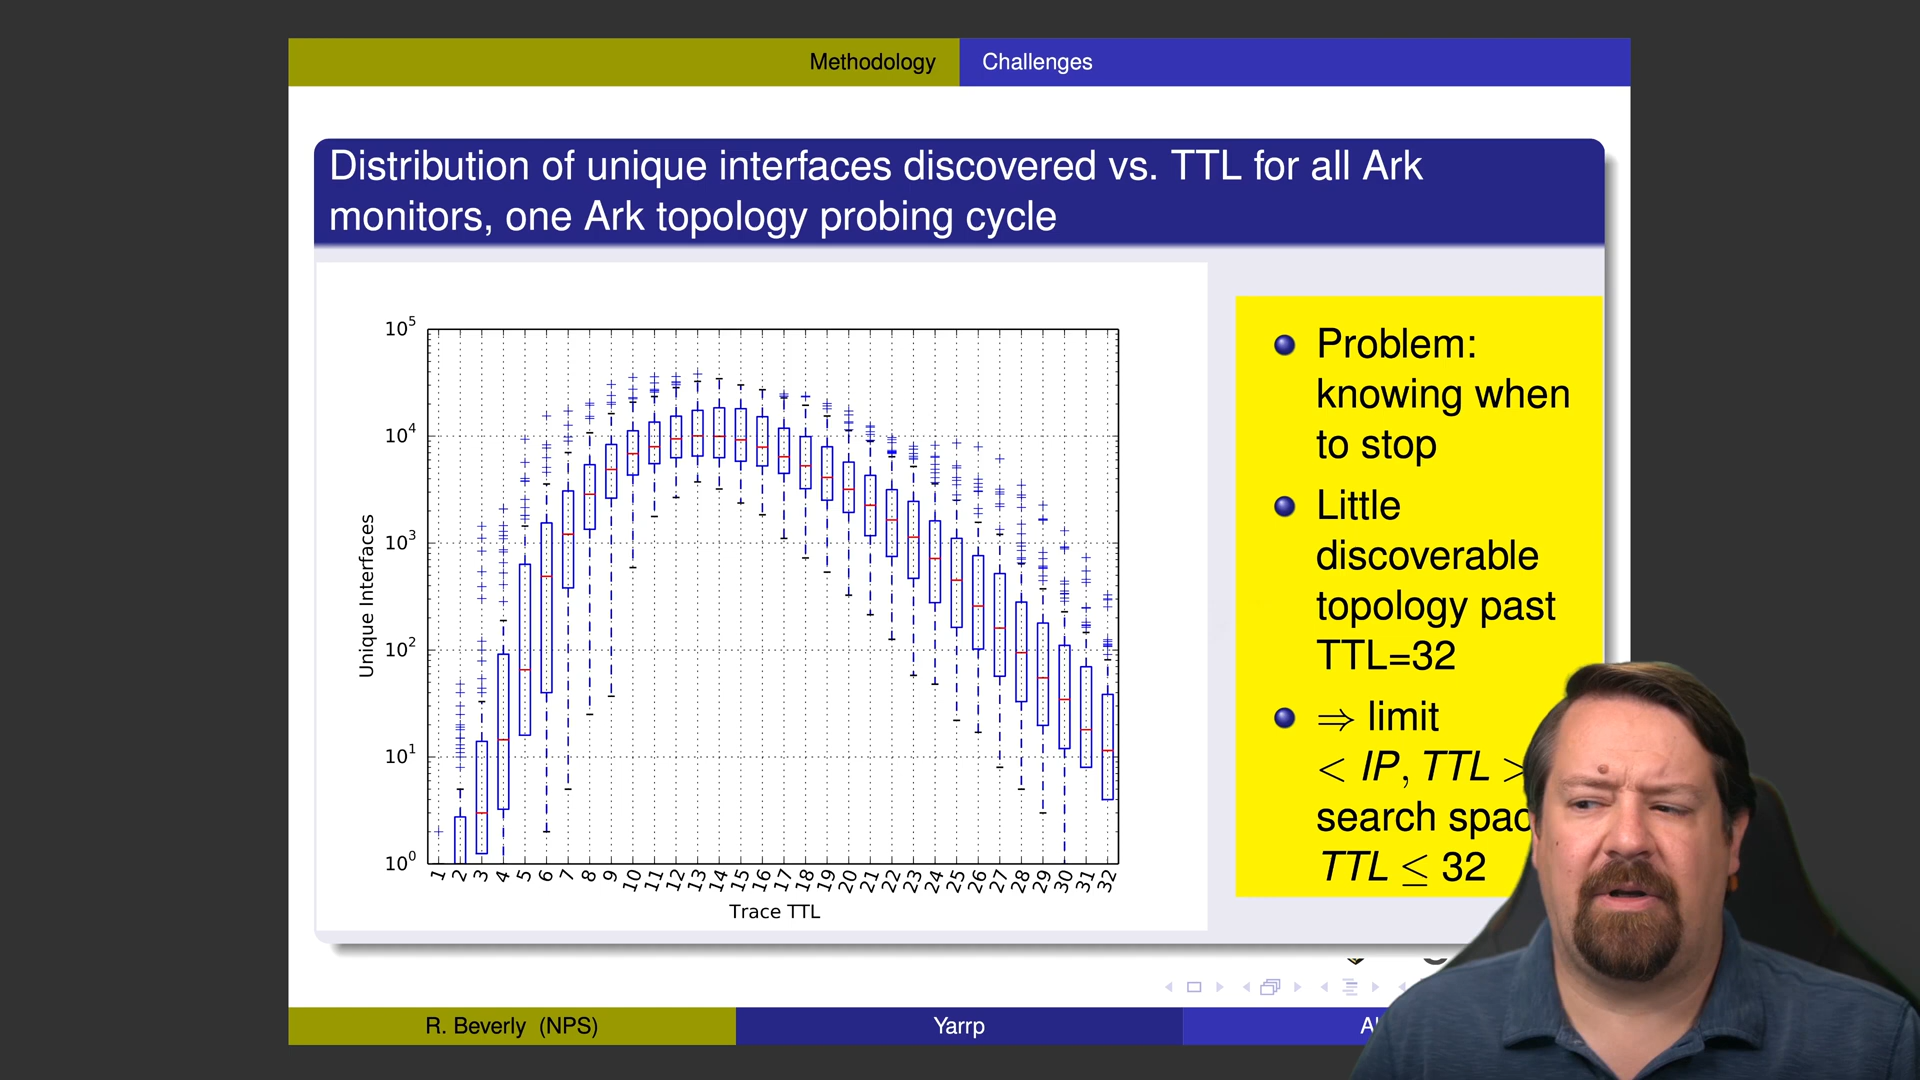 Methodology Challenges
Distribution of unique interfaces discovered vs. TTL for all Ark
monitors, one Ark topology probing cycle
10^5
10^4
10^3
10^2
10^1
10^0
Unique Interfaces
1 2 3 4 5 6 7 8 9 10 11 12 13 14 15 16 17 18 19 20 21 22 23 24 25 26 27 28 29 30 31 32
Trace TTL
Problem:
knowing when
to stop
Little
discoverable
topology past
TTL=32
⇒ limit
< IP, TTL >
search spac
TTL ≤ 32
R. Beverly (NPS) Yarrp